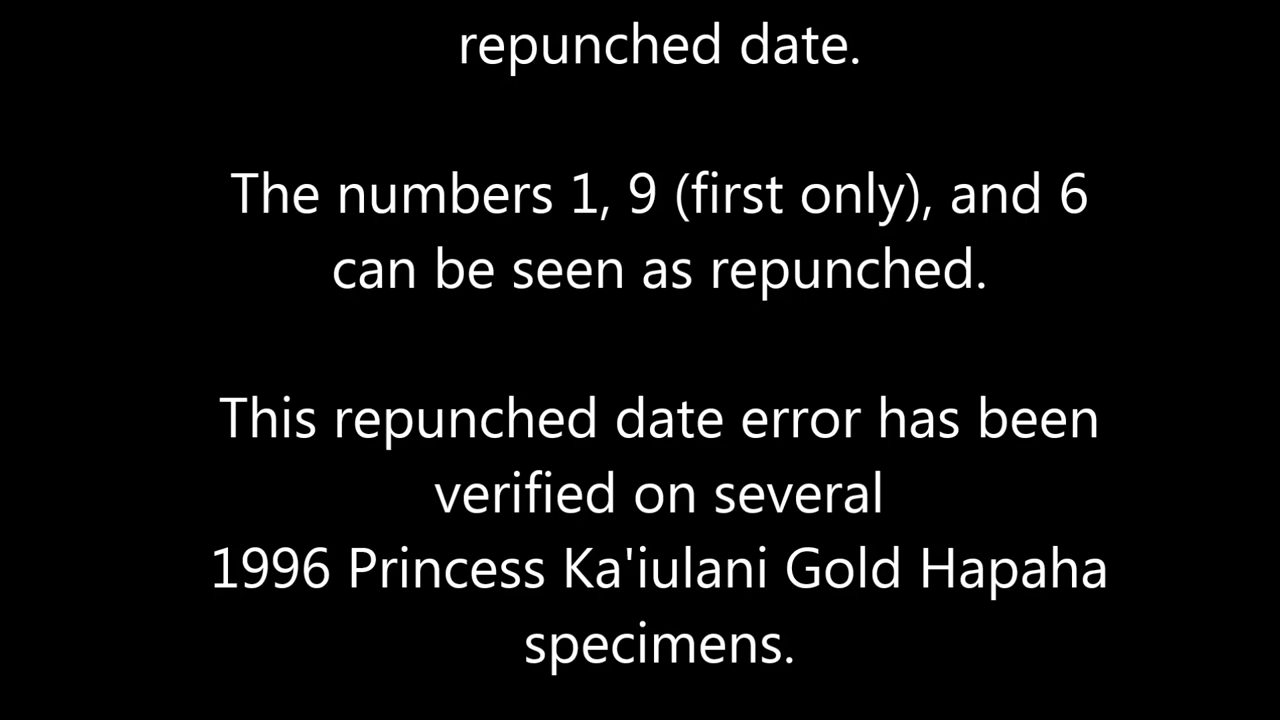 repunched date.
The numbers 1, 9 (first only), and 6
can be seen as repunched.
This repunched date error has been
verified on several
1996 Princess Ka'iulani Gold Hapaha
specimens.